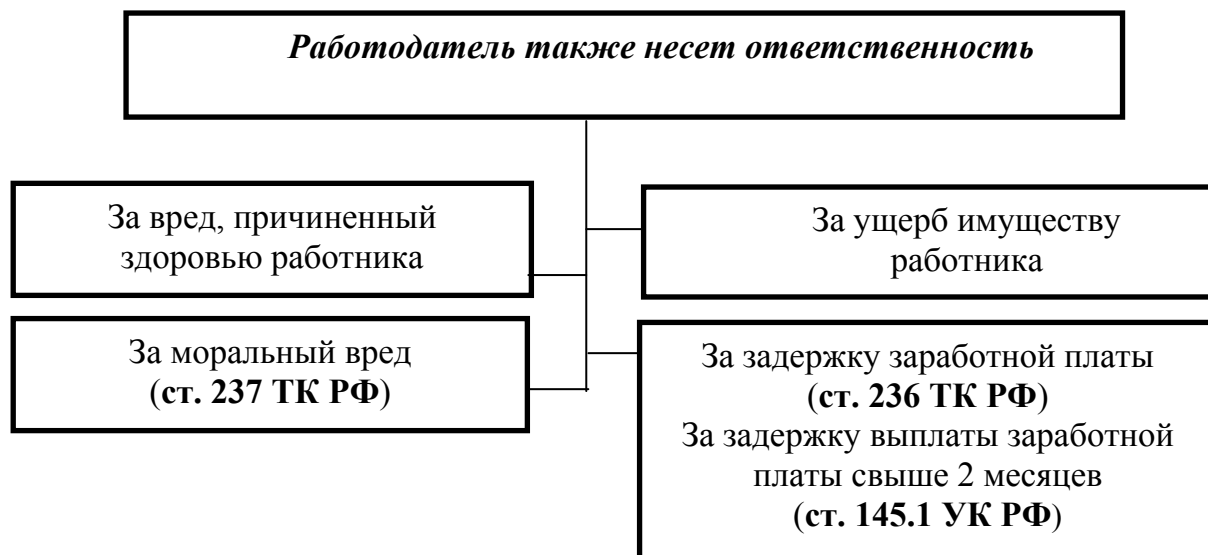 Работодатель также несет ответственность
За вред, причиненный
здоровью работника
За ущерб имуществу
работника
За моральный вред
(ст. 237 ТК РФ)
За задержку заработной платы
(ст. 236 ТК РФ)
За задержку выплаты заработной
платы свыше 2 месяцев
(ст. 145.1 УК РФ)